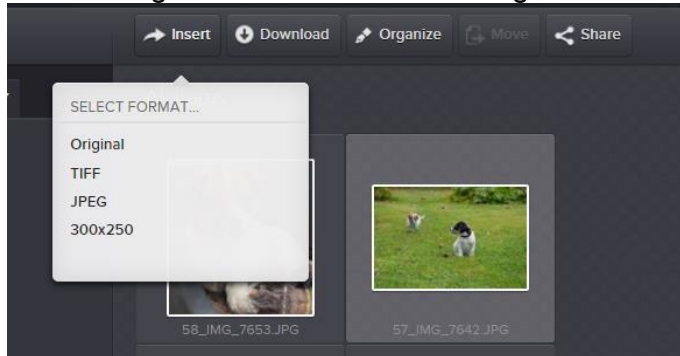 Insert Download Organize Move Share
SELECT FORMAT...
Original
TIFF
JPEG
300x250
58_IMG_7653.JPG 57_IMG_7642.JPG